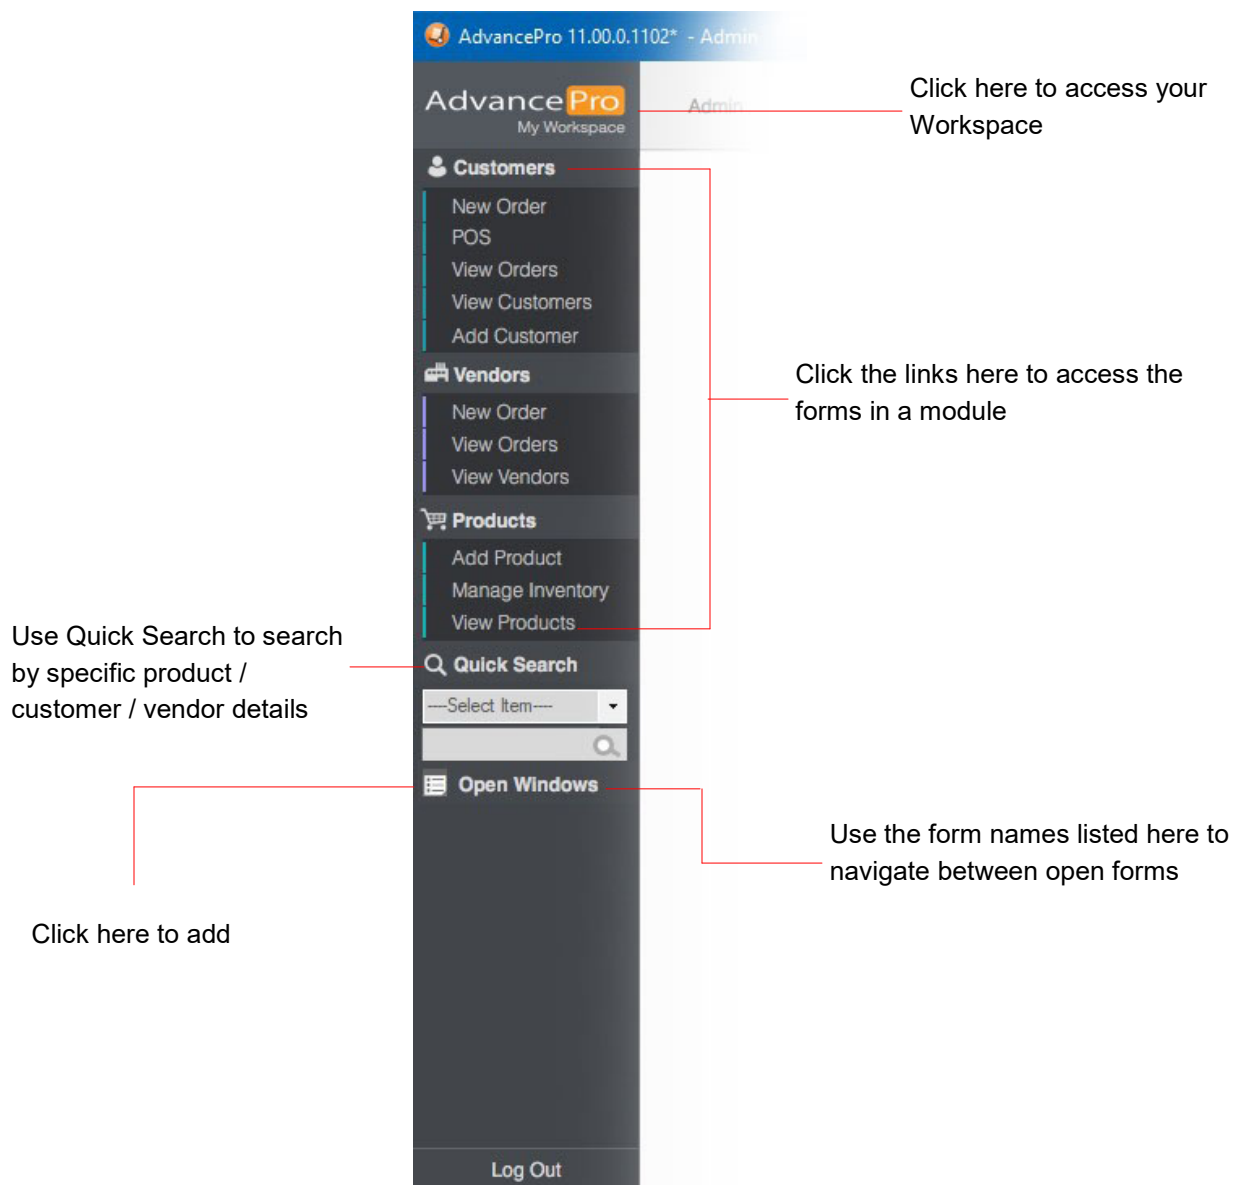 AdvancePro 11.00.0.1102* - Admin
AdvancePro
My Workspace
Admin
Click here to access your
Workspace
Customers
New Order
POS
View Orders
View Customers
Add Customer
Vendors
New Order
View Orders
View Vendors
Click the links here to access the
forms in a module
Products
Add Product
Manage Inventory
View Products
Use Quick Search to search
by specific product /
customer / vendor details
Quick Search
----Select Item----
Open Windows
Use the form names listed here to
navigate between open forms
Click here to add
Log Out